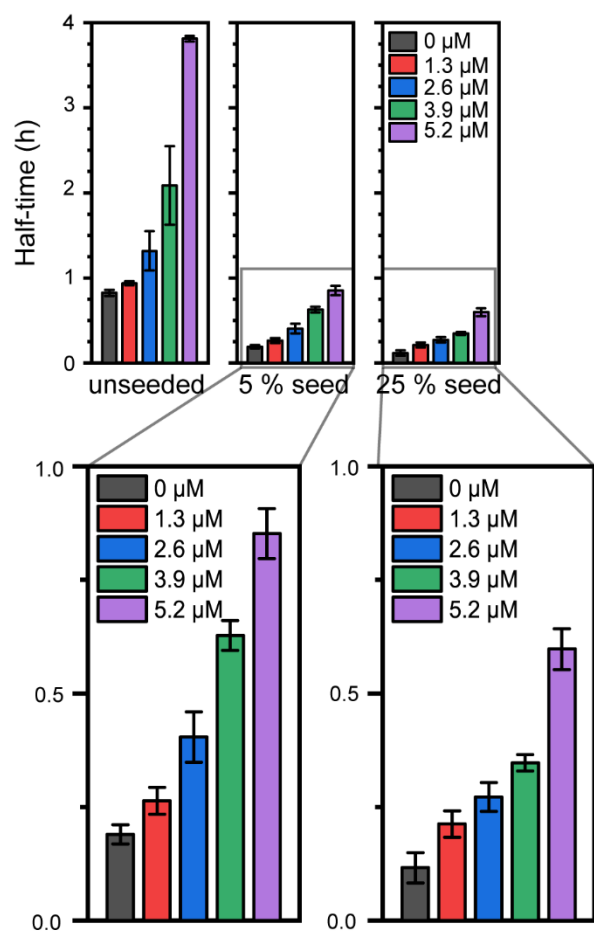 Half-time (h)
4
3
2
1
0
0 µM
1.3 µM
2.6 µM
3.9 µM
5.2 µM
unseeded
5 % seed
25 % seed
1.0
0.5
0.0
0 µM
1.3 µM
2.6 µM
3.9 µM
5.2 µM
1.0
0.5
0.0
0 µM
1.3 µM
2.6 µM
3.9 µM
5.2 µM